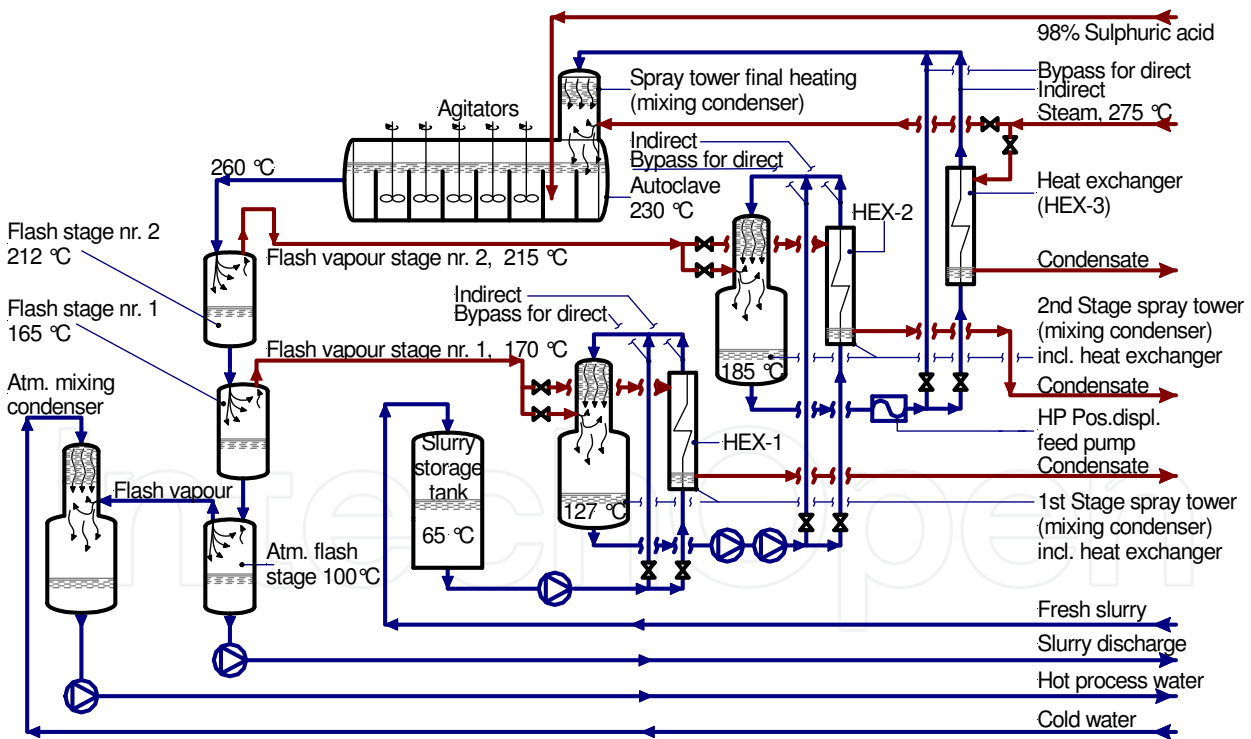 98% Sulphuric acid
Spray tower final heating
(mixing condenser)
Bypass for direct
Indirect
Steam, 275 °C
Agitators
Indirect
Bypass for direct
260 °C
Autoclave
230 °C
Heat exchanger
(HEX-3)
HEX-2
Flash stage nr. 2
212 °C
Flash vapour stage nr. 2, 215 °C
Condensate
Flash stage nr. 1
165 °C
Indirect
Bypass for direct
2nd Stage spray tower
(mixing condenser)
incl. heat exchanger
Flash vapour stage nr. 1, 170 °C
185 °C
Atm. mixing
condenser
Condensate
HP Pos.displ.
feed pump
Slurry
storage
tank
65 °C
HEX-1
Condensate
Flash vapour
127 °C
1st Stage spray tower
(mixing condenser)
incl. heat exchanger
Atm. flash
stage 100°C
Fresh slurry
Slurry discharge
Hot process water
Cold water
IntechOpen